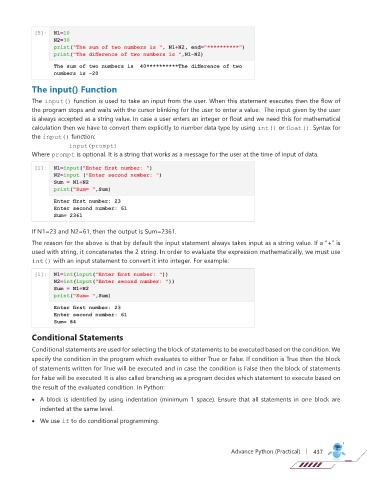 [5]: N1=10
N2=30
print("The sum of two numbers is ", N1+N2, end="**********")
print("The difference of two numbers is ",N1-N2)
The sum of two numbers is  40**********The difference of two
numbers is -20
The input() Function
The input() function is used to take an input from the user. When this statement executes then the flow of
the program stops and waits with the cursor blinking for the user to enter a value.  The input given by the user
is always accepted as a string value. In case a user enters an integer or float and we need this for mathematical
calculation then we have to convert them explicitly to number data type by using int() or float(). Syntax for
the input() function:
input(prompt)
Where prompt is optional. It is a string that works as a message for the user at the time of input of data.
[1]: N1=input("Enter first number: ")
N2=input ("Enter second number: ")
Sum = N1+N2
print("Sum= ",Sum)
Enter first number: 23
Enter second number: 61
Sum= 2361
If N1=23 and N2=61, then the output is Sum=2361.
The reason for the above is that by default the input statement always takes input as a string value. If a "+" is
used with string, it concatenates the 2 string. In order to evaluate the expression mathematically, we must use
int() with an input statement to convert it into integer. For example:
[1]: N1=int(input("Enter first number: "))
N2=int(input("Enter second number: "))
Sum = N1+N2
print("Sum= ",Sum)
Enter first number: 23
Enter second number: 61
Sum= 84
Conditional Statements
Conditional statements are used for selecting the block of statements to be executed based on the condition. We
specify the condition in the program which evaluates to either True or False. If condition is True then the block
of statements written for True will be executed and in case the condition is False then the block of statements
for False will be executed. It is also called branching as a program decides which statement to execute based on
the result of the evaluated condition. In Python:
• A block is identified by using indentation (minimum 1 space). Ensure that all statements in one block are
indented at the same level.
• We use if to do conditional programming.
Advance Python (Practical) | 417